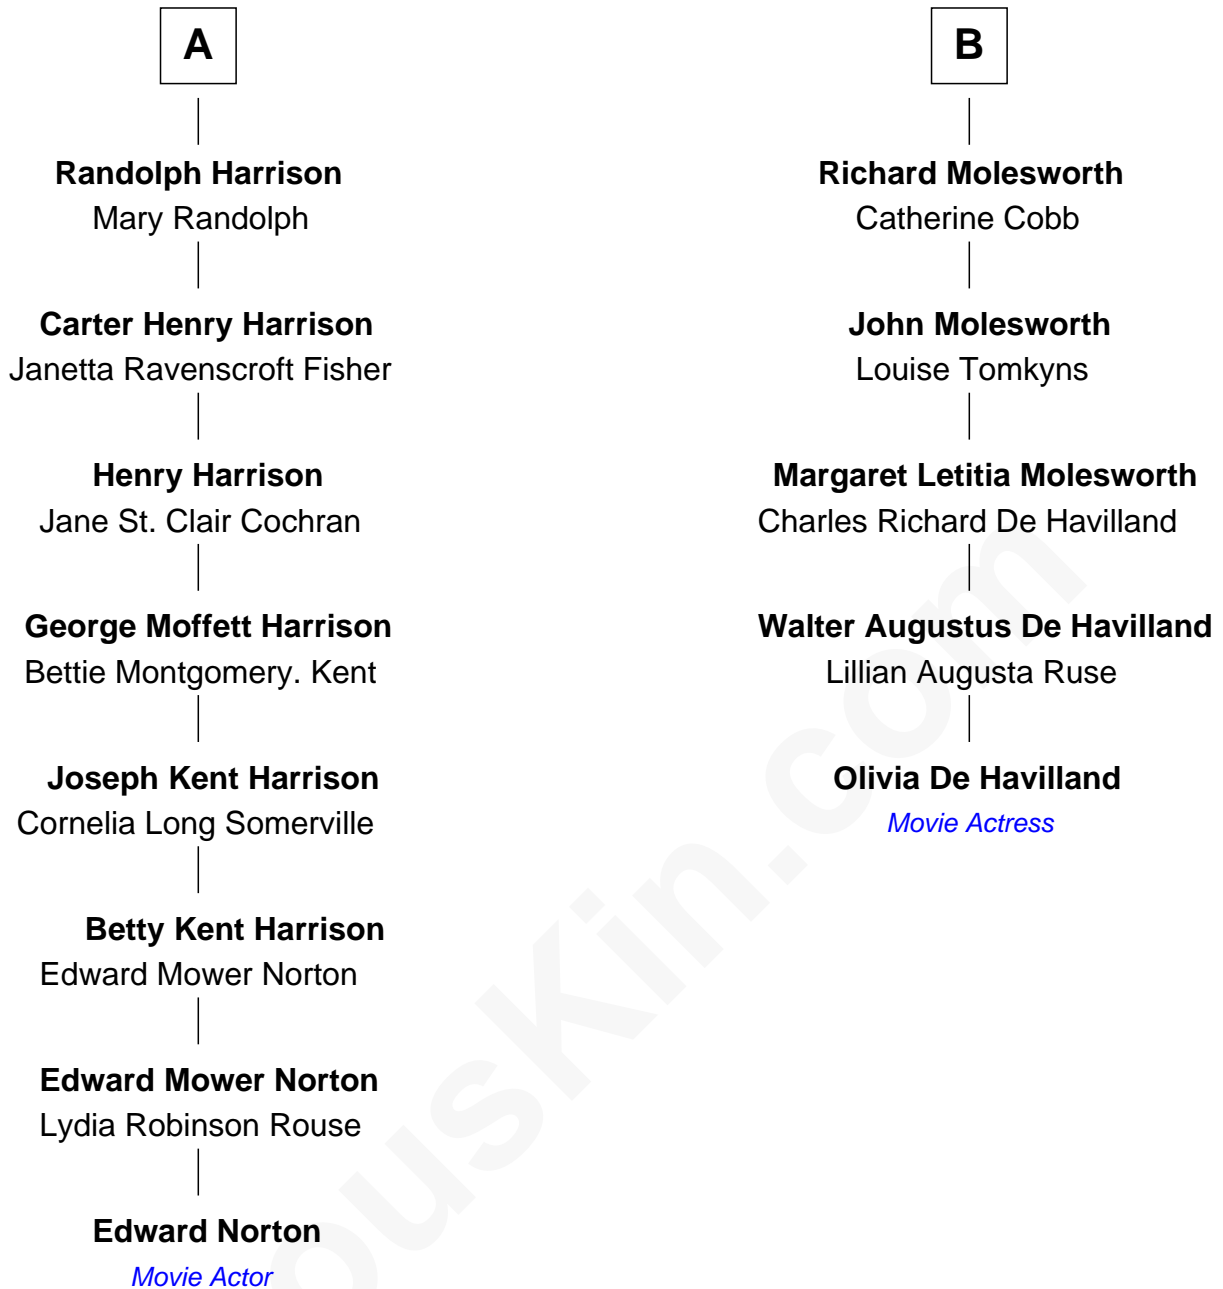 A
Randolph Harrison
Mary Randolph
Carter Henry Harrison
Janetta Ravenscroft Fisher
Henry Harrison
Jane St. Clair Cochran
George Moffett Harrison
Bettie Montgomery. Kent
Joseph Kent Harrison
Cornelia Long Somerville
Betty Kent Harrison
Edward Mower Norton
Edward Mower Norton
Lydia Robinson Rouse
Edward Norton
Movie Actor
B
Richard Molesworth
Catherine Cobb
John Molesworth
Louise Tomkyns
Margaret Letitia Molesworth
Charles Richard De Havilland
Walter Augustus De Havilland
Lillian Augusta Ruse
Olivia De Havilland
Movie Actress
ousKin.com